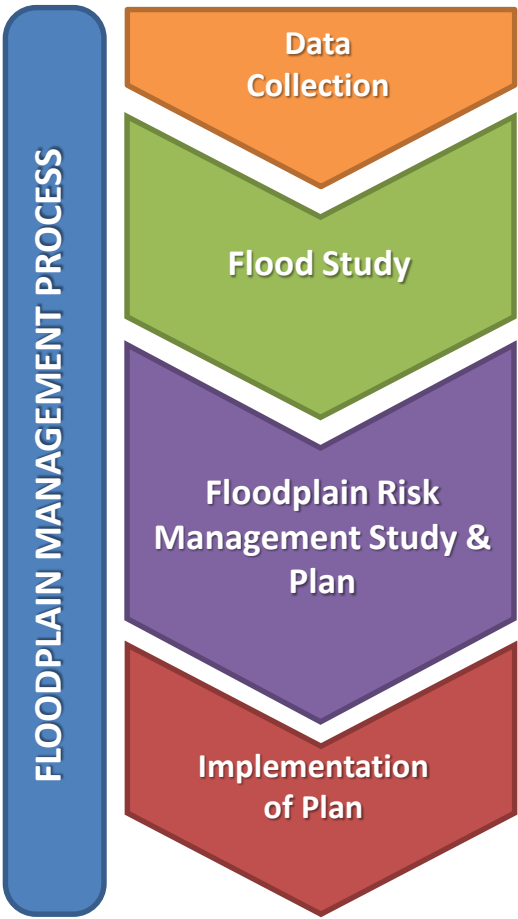 FLOODPLAIN MANAGEMENT PROCESS
Data
Collection
Flood Study
Floodplain Risk
Management Study &
Plan
Implementation
of Plan